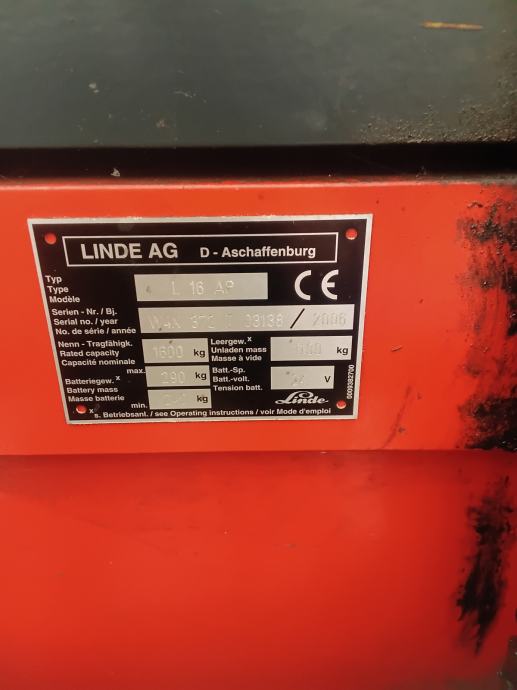 LINDE AG D - Aschaffenburg
Typ
Type
Modèle
L 16 AP
CE
Serien - Nr. / Bj.
Serial no. / year
No. de série / année
/ 2006
Nenn - Tragfähigk.
Rated capacity
Capacité nominale
1600 kg
Leergew. x
Unladen mass
Masse à vide
kg
Batteriegew. x
Battery mass
Masse batterie
max.
290 kg
min.
kg
Batt.-Sp.
Batt.-volt.
Tension batt.
V
Linde
x s. Betriebsanl. / see Operating instructions / voir Mode d'emploi
0009382700